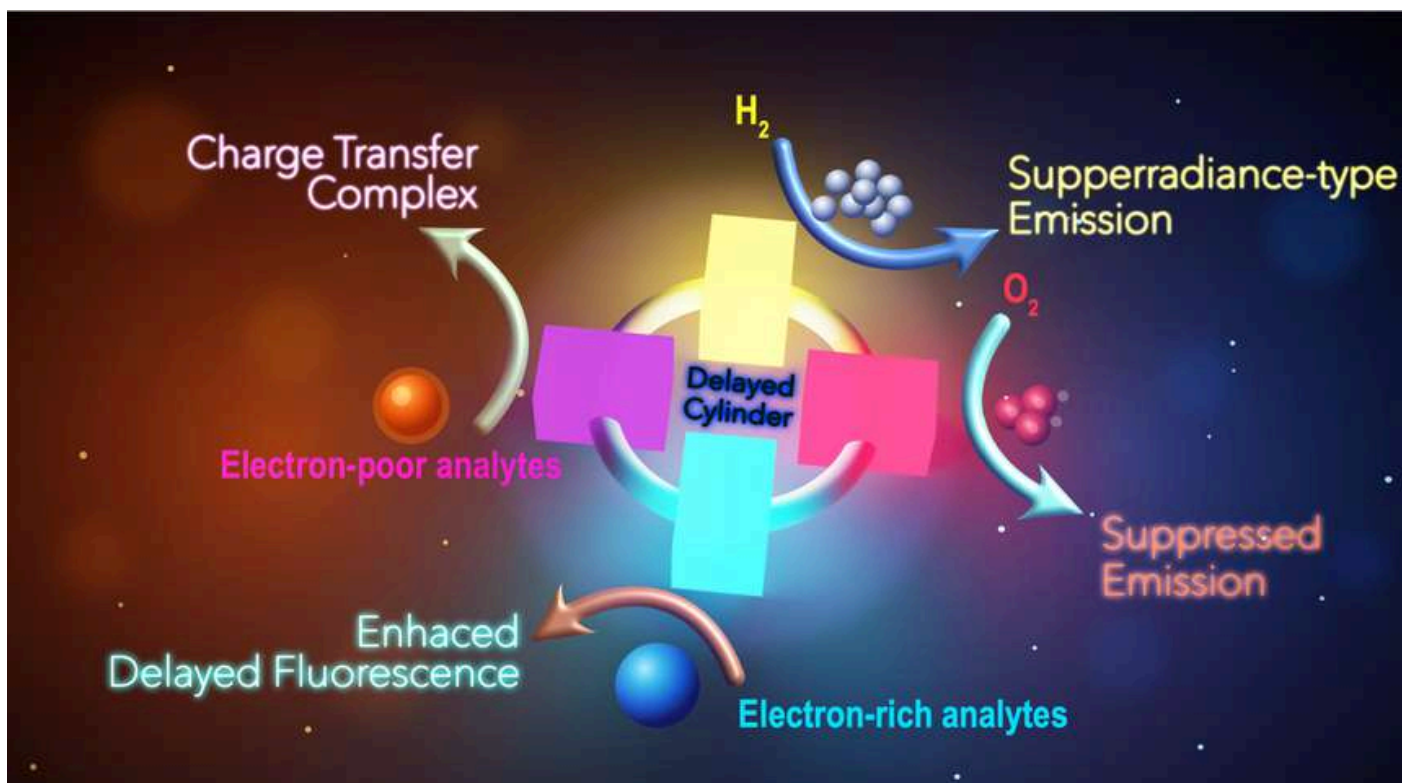 H₂
Charge Transfer
Complex
Supperradiance-type
Emission
O₂
Delayed
Cylinder
Electron-poor analytes
Suppressed
Emission
Enhaced
Delayed Fluorescence
Electron-rich analytes